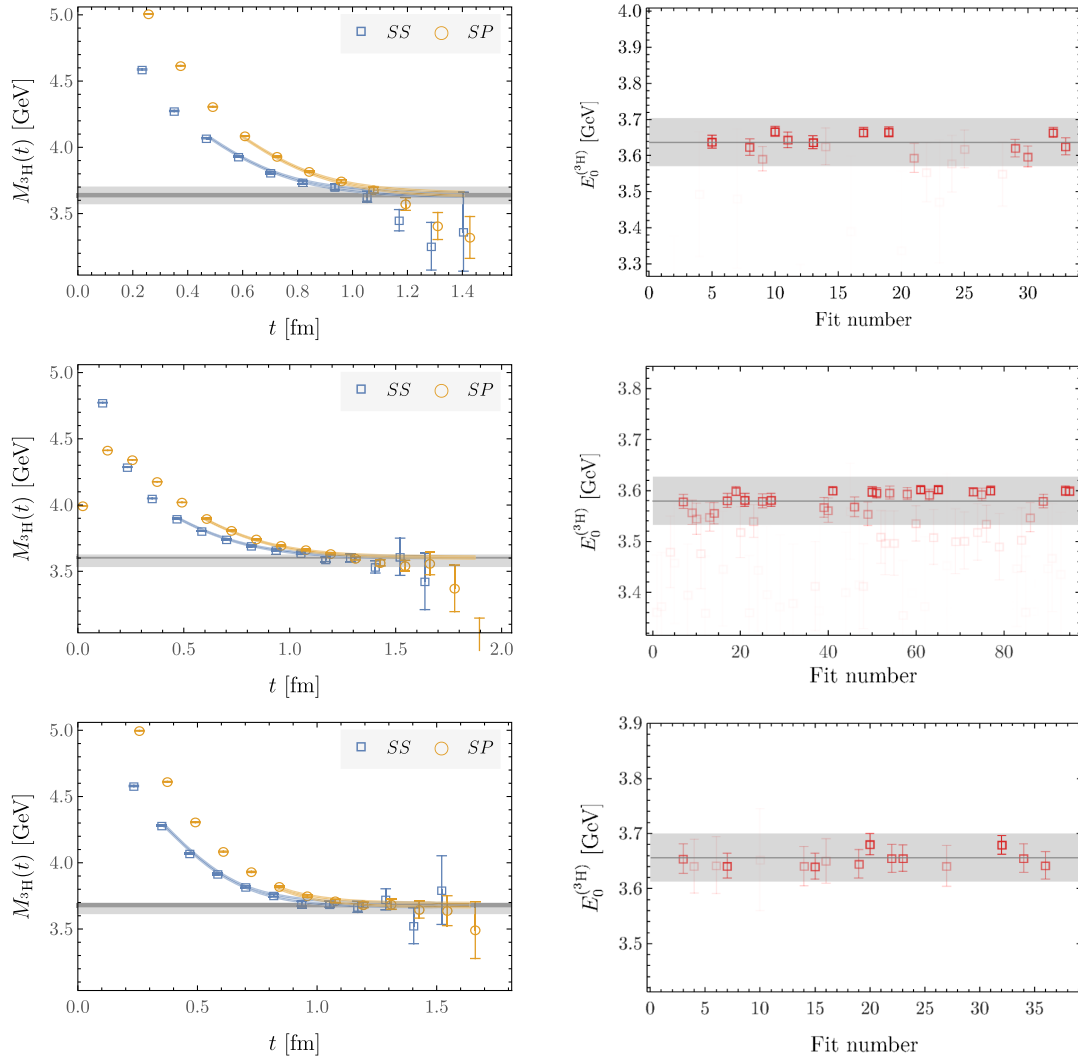 SS SP
M₃H(t) [GeV]
5.0
4.5
4.0
3.5
0.0 0.2 0.4 0.6 0.8 1.0 1.2 1.4
t [fm]
E₀^(³H) [GeV]
4.0
3.9
3.8
3.7
3.6
3.5
3.4
3.3
0 5 10 15 20 25 30
Fit number
SS SP
M₃H(t) [GeV]
5.0
4.5
4.0
3.5
0.0 0.5 1.0 1.5 2.0
t [fm]
E₀^(³H) [GeV]
3.8
3.7
3.6
3.5
3.4
0 20 40 60 80
Fit number
SS SP
M₃H(t) [GeV]
5.0
4.5
4.0
3.5
0.0 0.5 1.0 1.5
t [fm]
E₀^(³H) [GeV]
3.9
3.8
3.7
3.6
3.5
0 5 10 15 20 25 30 35
Fit number